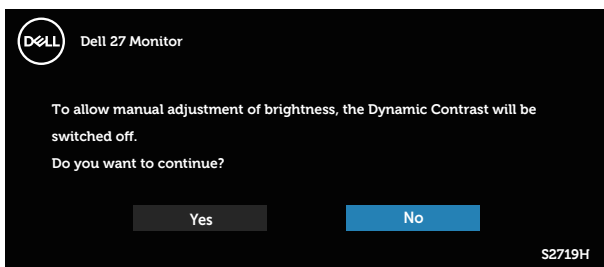 DELL
Dell 27 Monitor
To allow manual adjustment of brightness, the Dynamic Contrast will be
switched off.
Do you want to continue?
Yes No
S2719H